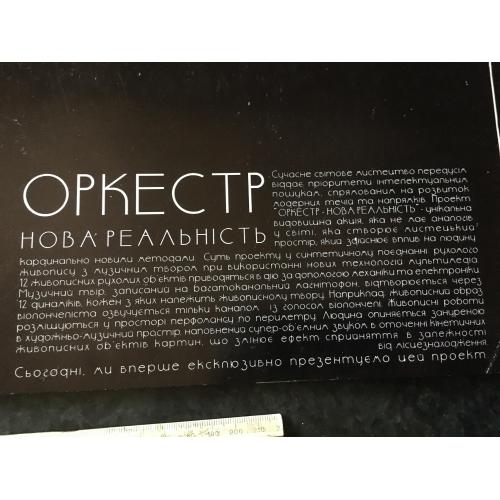 Сучасне світове мистецтво передусім
віддає пріоритети інтелектуальним
пошукам, спрямованим на розвиток
модерних течій та напрямків. Проект
"ОРКЕСТР - НОВА РЕАЛЬНІСТЬ" - унікальна
видовищна акція, яка не має аналогів
у світі, яка створює мистецький
простір, який здійснює вплив на людину
ОРКЕСТР
НОВА РЕАЛЬНІСТЬ
кардинально новими методами. Суть проекту у синтетичному поєднанні рухомого
живопису з музичним твором при використанні нових технологій мультимедіа.
12 живописних рухомих об'єктів приводяться в дію за допомогою механіки та електроніки.
Музичний твір, записаний на багатоканальний магнітофон, відтворюється через
12 динаміків, кожен з яких належить живописному твору. Наприклад, живописний образ
віолончеліста озвучується тільки каналом із голосом віолончелі. Живописні роботи
розміщуються у просторі перфомансу по периметру. Людина опиняється зануреною
в художньо-музичний простір, наповнений супер-об'ємним звуком в оточенні кінетичних
живописних об'єктів картин, що змінює ефект сприйняття в залежності
від місцезнаходження.
Сьогодні, ми вперше ексклюзивно презентуємо цей проект.